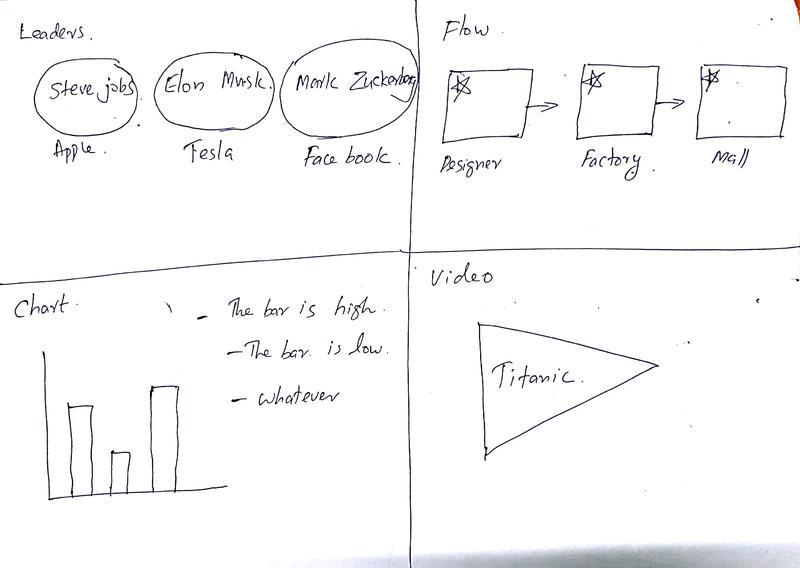 Leaders.
Steve jobs
Elon Musk.
Mark Zuckerberg
Apple.
Tesla
Face book.
Flow.
Designer
Factory.
Mall
Chart.
- The bar is high.
- The bar. is low.
- whatever
Video
Titanic.